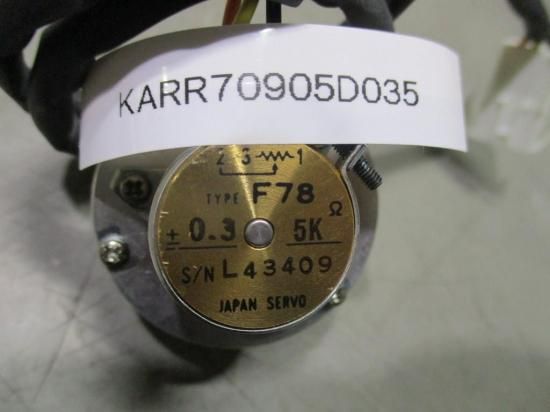 KARR70905D035
2 3 1
TYPE F78
± 0.3 5K Ω
S/N L43409
JAPAN SERVO